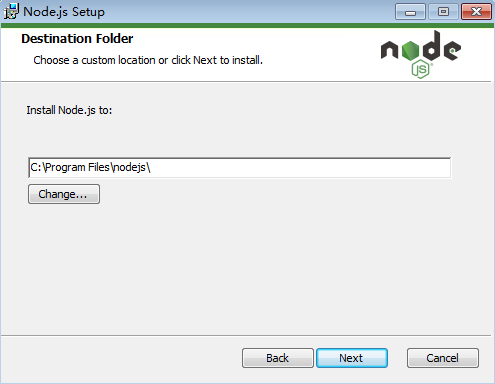 Node.js Setup
Destination Folder
Choose a custom location or click Next to install.
node
JS
Install Node.js to:
C:\Program Files\nodejs\
Change...
Back
Next
Cancel